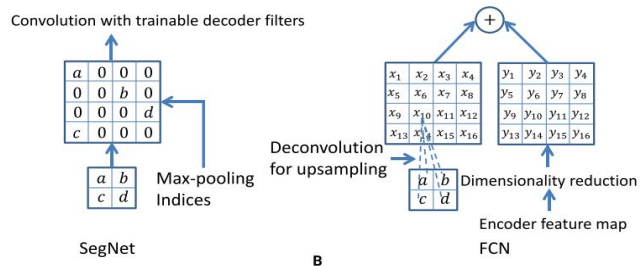 Convolution with trainable decoder filters
a 0 0 0
0 0 b 0
0 0 0 d
c 0 0 0
a b
c d
Max-pooling
Indices
SegNet
B
+
x₁ x₂ x₃ x₄
x₅ x₆ x₇ x₈
x₉ x₁₀ x₁₁ x₁₂
x₁₃ x₁₄ x₁₅ x₁₆
y₁ y₂ y₃ y₄
y₅ y₆ y₇ y₈
y₉ y₁₀ y₁₁ y₁₂
y₁₃ y₁₄ y₁₅ y₁₆
Deconvolution
for upsampling
a b
c d
Dimensionality reduction
Encoder feature map
FCN